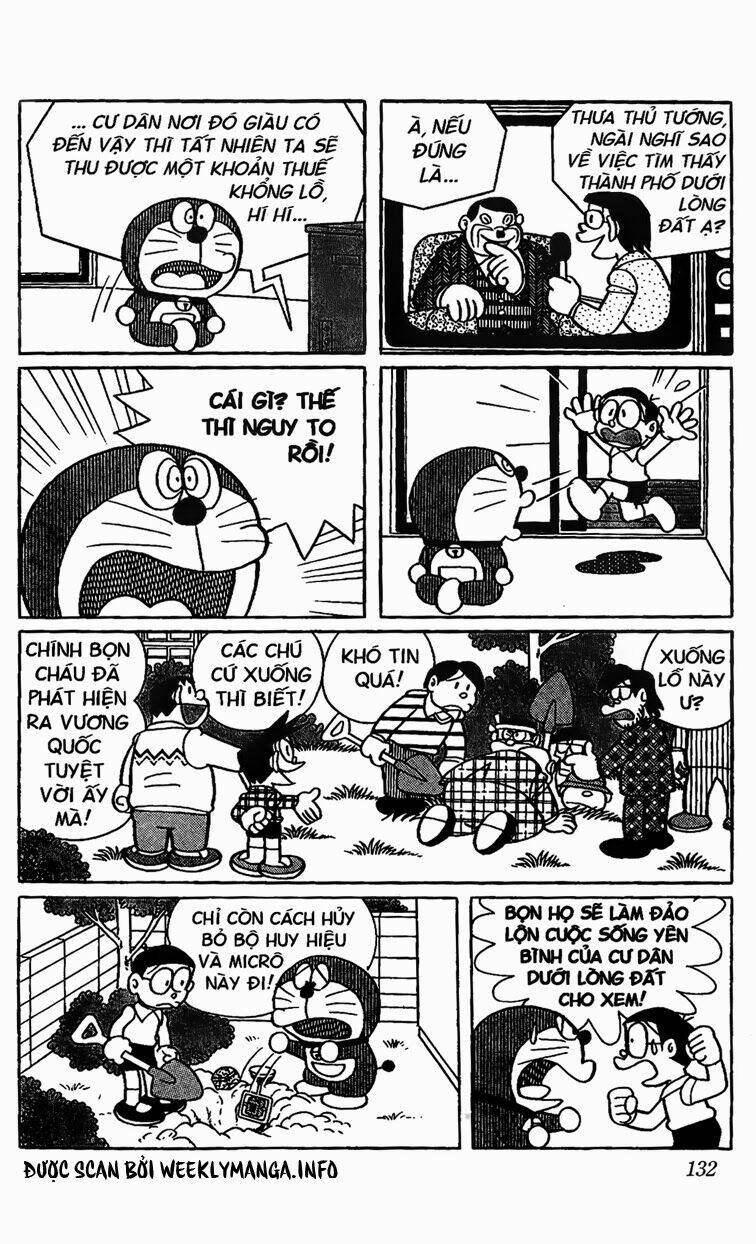 THƯA THỦ TƯỚNG,
NGÀI NGHĨ SAO
VỀ VIỆC TÌM THẤY
THÀNH PHỐ DƯỚI
LÒNG
ĐẤT Ạ?
À, NẾU
ĐÚNG
LÀ...
... CƯ DÂN NƠI ĐÓ GIÀU CÓ
ĐẾN VẬY THÌ TẤT NHIÊN TA SẼ
THU ĐƯỢC MỘT KHOẢN THUẾ
KHỔNG LỒ,
HÍ HÍ...
CÁI GÌ? THẾ
THÌ NGUY TO
RỒI!
XUỐNG
LỖ NÀY
Ư?
KHÓ TIN
QUÁ!
CÁC CHÚ
CỨ XUỐNG
THÌ BIẾT!
CHÍNH BỌN
CHÁU ĐÃ
PHÁT HIỆN
RA VƯƠNG
QUỐC
TUYỆT
VỜI ẤY
MÀ!
BỌN HỌ SẼ LÀM ĐẢO
LỘN CUỘC SỐNG YÊN
BÌNH CỦA CƯ DÂN
DƯỚI LÒNG ĐẤT
CHO XEM!
CHỈ CÒN CÁCH HỦY
BỎ BỘ HUY HIỆU
VÀ MICRÔ
NÀY ĐI!
ĐƯỢC SCAN BỞI WEEKLYMANGA.INFO
132